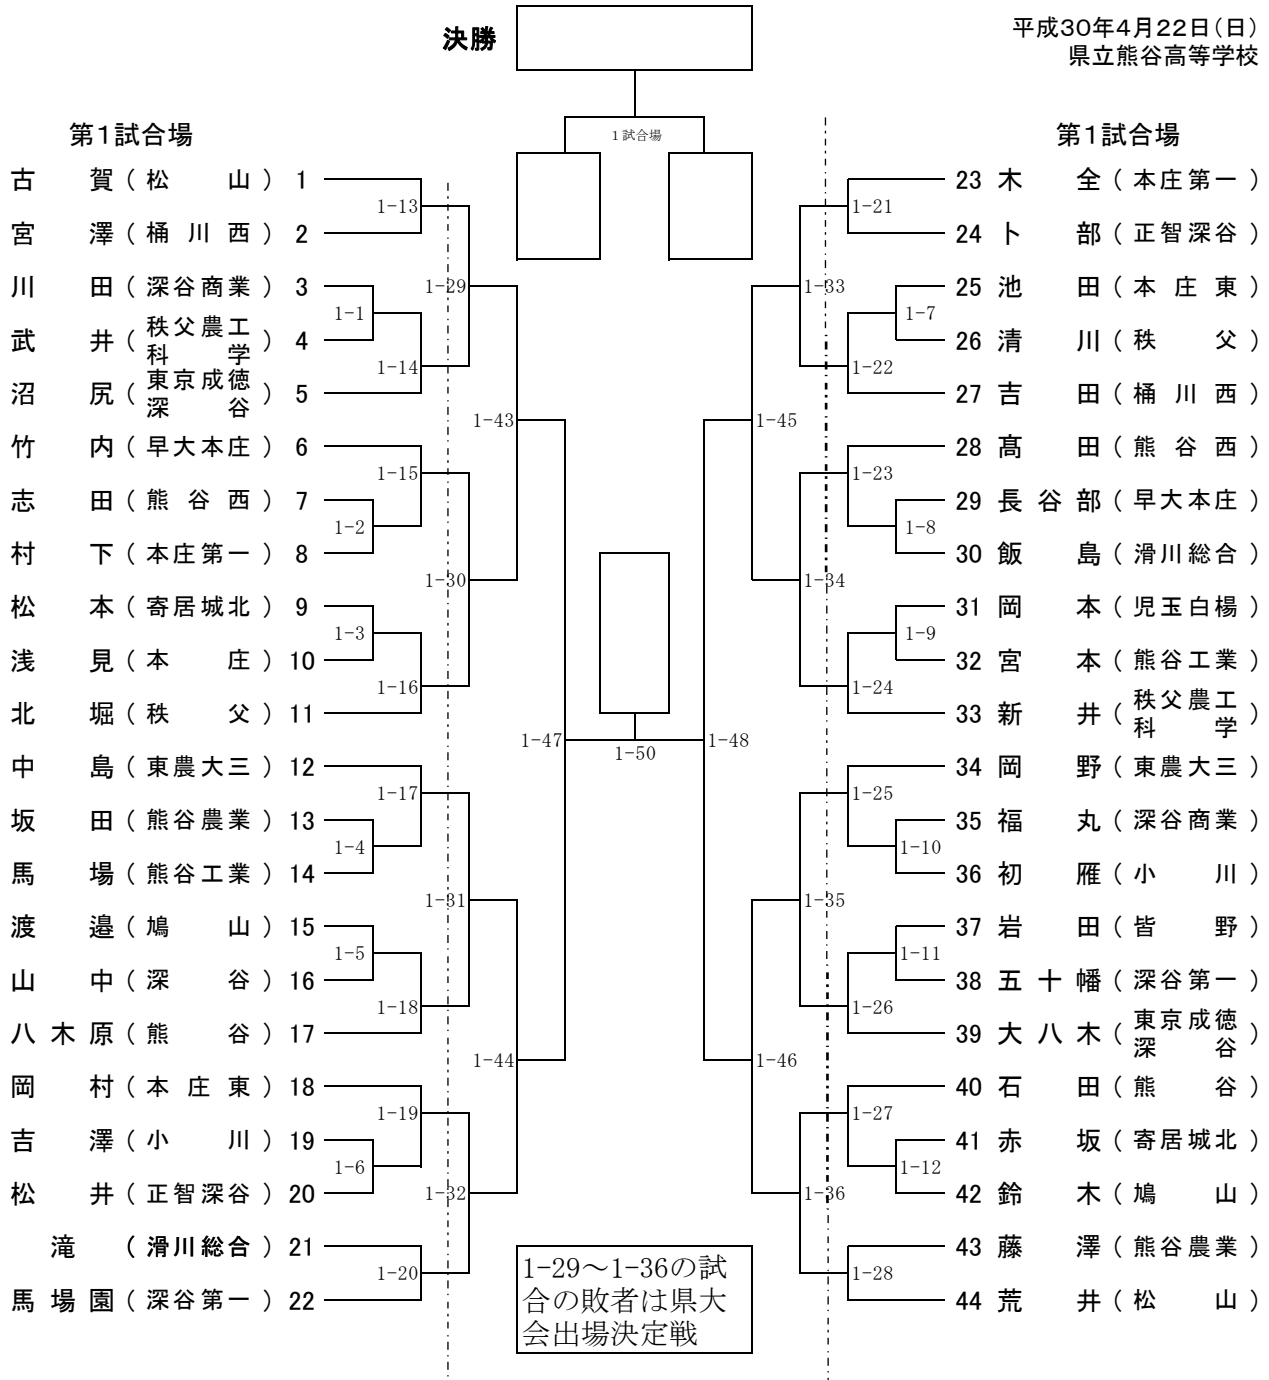 決勝
平成30年4月22日（日）
県立熊谷高等学校
1試合場
第1試合場
古賀（松山）1
宮澤（桶川西）2
川田（深谷商業）3
武井（秩父農工科学）4
沼尻（東京成徳深谷）5
竹内（早大本庄）6
志田（熊谷西）7
村下（本庄第一）8
松本（寄居城北）9
浅見（本庄）10
北堀（秩父）11
中島（東農大三）12
坂田（熊谷農業）13
馬場（熊谷工業）14
渡邉（鳩山）15
山中（深谷）16
八木原（熊谷）17
岡村（本庄東）18
吉澤（小川）19
松井（正智深谷）20
滝（滑川総合）21
馬場園（深谷第一）22
1-13
1-1
1-14
1-15
1-2
1-3
1-16
1-17
1-4
1-5
1-18
1-19
1-6
1-20
1-29
1-30
1-31
1-32
1-43
1-44
1-47
1-50
1-48
1-45
1-46
1-33
1-34
1-35
1-36
1-21
1-7
1-22
1-23
1-8
1-9
1-24
1-25
1-10
1-11
1-26
1-27
1-12
1-28
第1試合場
23 木全（本庄第一）
24 卜部（正智深谷）
25 池田（本庄東）
26 清川（秩父）
27 吉田（桶川西）
28 髙田（熊谷西）
29 長谷部（早大本庄）
30 飯島（滑川総合）
31 岡本（児玉白楊）
32 宮本（熊谷工業）
33 新井（秩父農工科学）
34 岡野（東農大三）
35 福丸（深谷商業）
36 初雁（小川）
37 岩田（皆野）
38 五十幡（深谷第一）
39 大八木（東京成徳深谷）
40 石田（熊谷）
41 赤坂（寄居城北）
42 鈴木（鳩山）
43 藤澤（熊谷農業）
44 荒井（松山）
1-29～1-36の試
合の敗者は県大
会出場決定戦